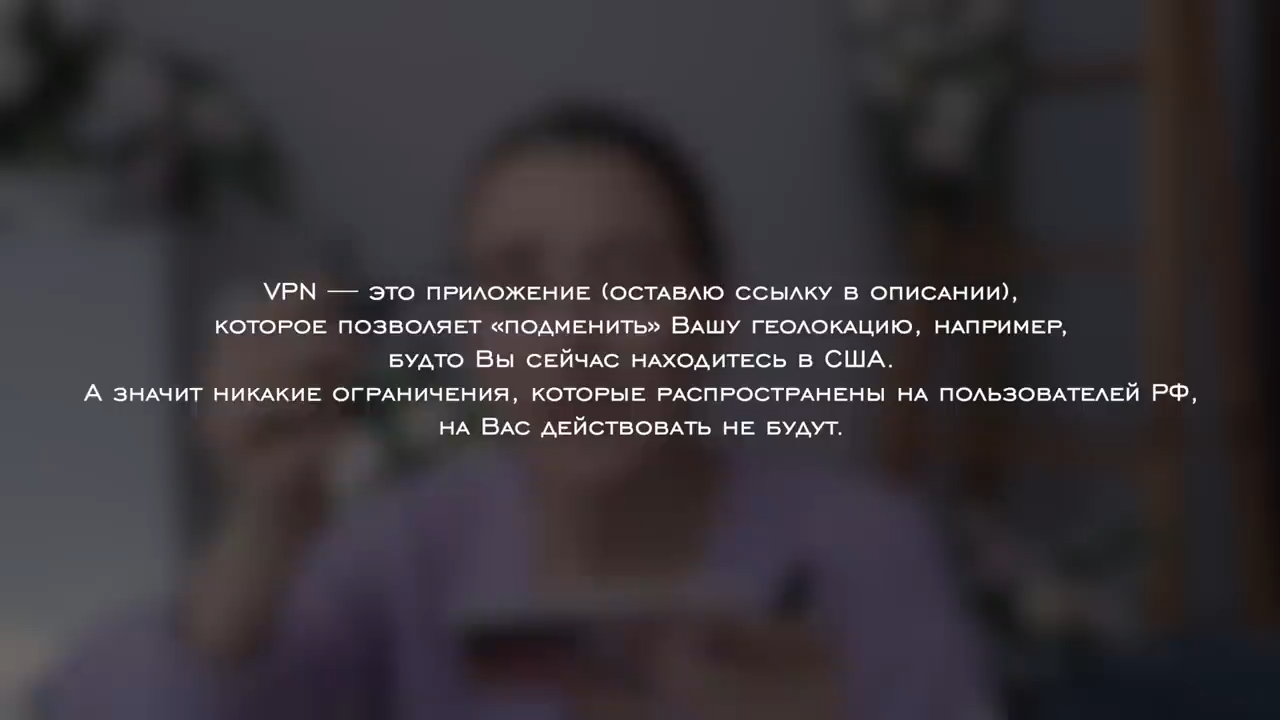 VPN — это приложение (оставлю ссылку в описании),
которое позволяет «подменить» Вашу геолокацию, например,
будто Вы сейчас находитесь в США.
А значит никакие ограничения, которые распространены на пользователей РФ,
на Вас действовать не будут.